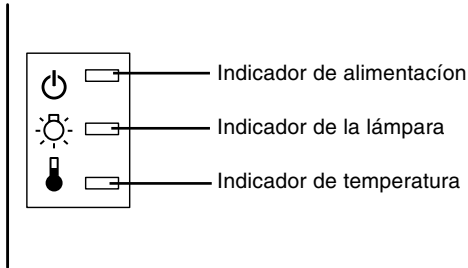 Indicador de alimentacíon
Indicador de la lámpara
Indicador de temperatura